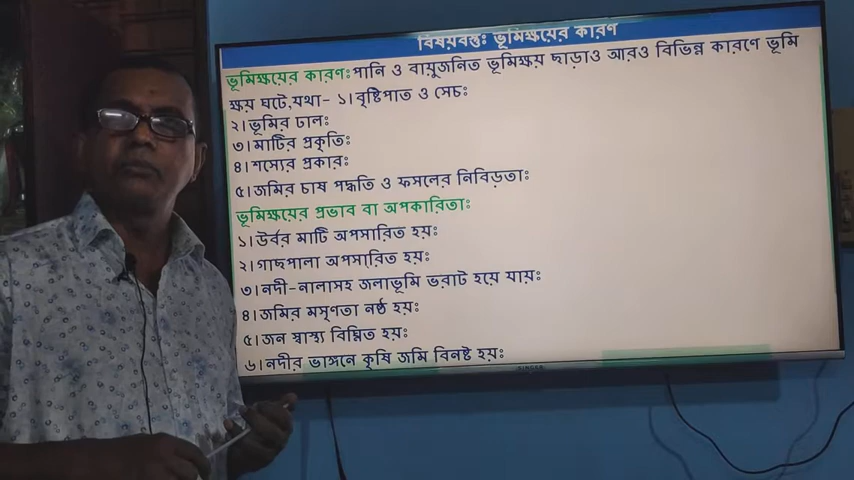 বিষয়বস্তুঃ ভূমিক্ষয়ের কারণ
ভূমিক্ষয়ের কারণঃপানি ও বায়ুজনিত ভূমিক্ষয় ছাড়াও আরও বিভিন্ন কারণে ভূমি
ক্ষয় ঘটে,যথা- ১।বৃষ্টিপাত ও সেচঃ
২।ভূমির ঢালঃ
৩।মাটির প্রকৃতিঃ
৪।শস্যের প্রকারঃ
৫।জমির চাষ পদ্ধতি ও ফসলের নিবিড়তাঃ
ভূমিক্ষয়ের প্রভাব বা অপকারিতাঃ
১।উর্বর মাটি অপসারিত হয়ঃ
২।গাছপালা অপসারিত হয়ঃ
৩।নদী-নালাসহ জলাভূমি ভরাট হয়ে যায়ঃ
৪।জমির মসৃণতা নষ্ঠ হয়ঃ
৫।জন স্বাস্থ্য বিঘ্নিত হয়ঃ
৬।নদীর ভাঙ্গনে কৃষি জমি বিনষ্ট হয়ঃ
SINGER